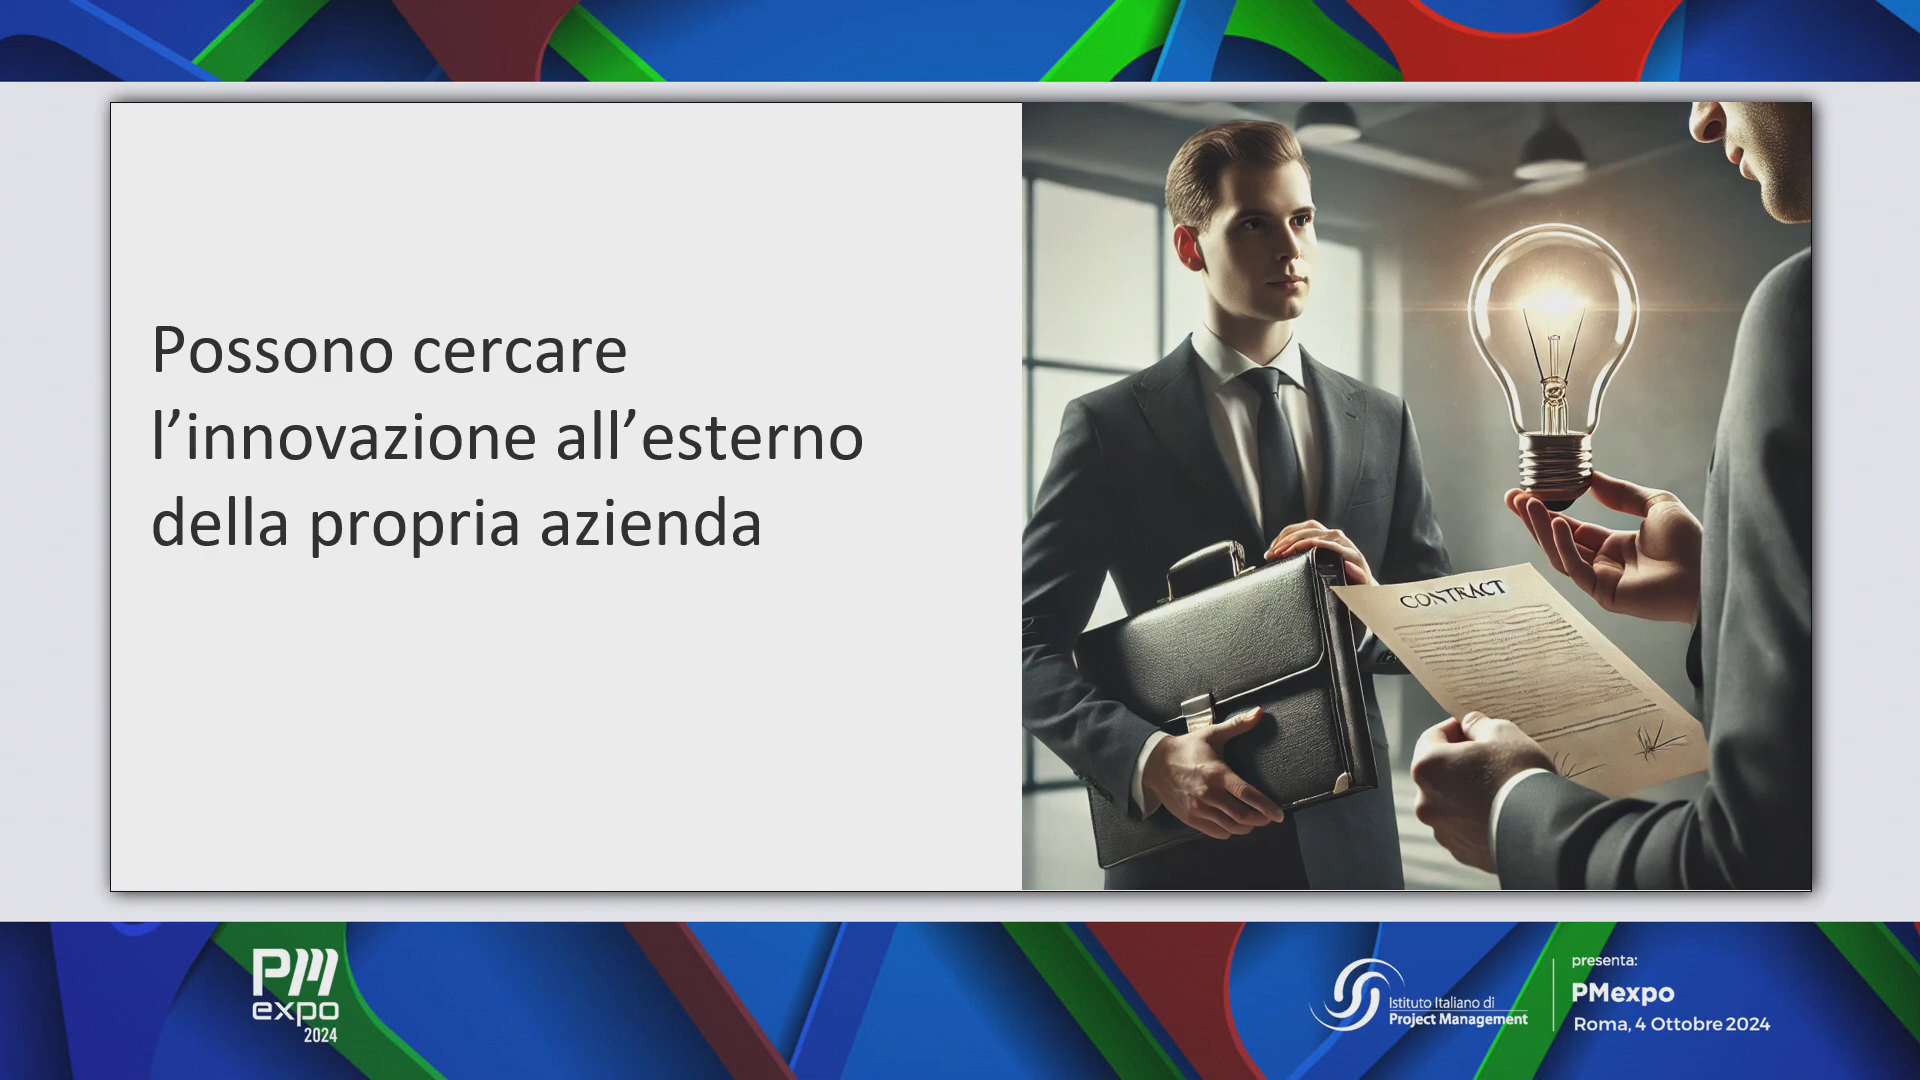 Possono cercare
l’innovazione all’esterno
della propria azienda
CONTRACT
PM
expo
2024
Istituto Italiano di
Project Management
presenta:
PMexpo
Roma, 4 Ottobre 2024